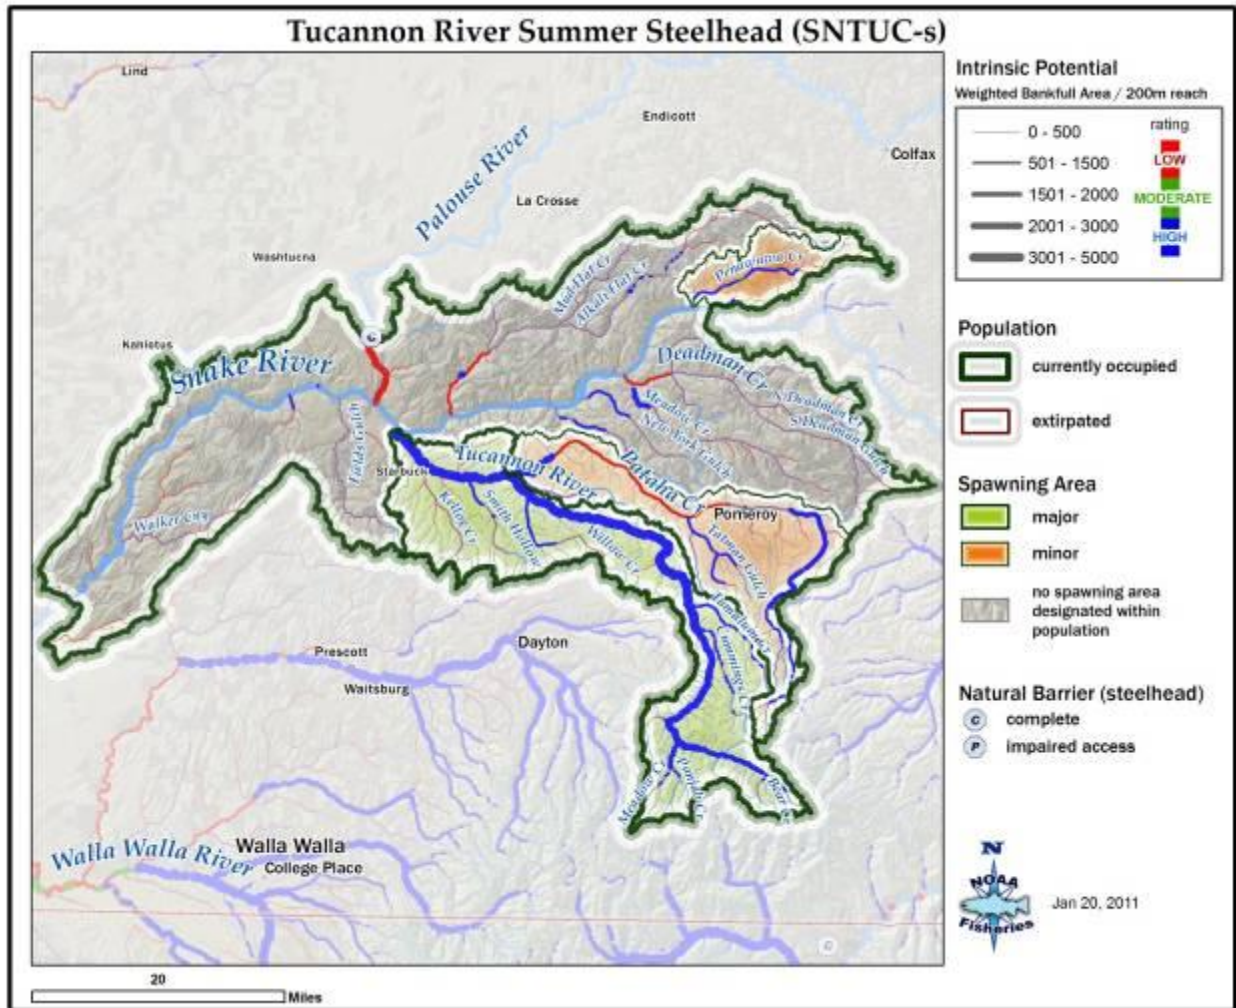 Tucannon River Summer Steelhead (SNTUC-s)
Lind
Endicott
Colfax
Palouse River
La Crosse
Washtucna
Penawawa Cr
Mud Flat Cr
Alkali Flat Cr
Kahlotus
Snake River
Deadman Cr
N Deadman Cr
S Deadman Gulch
Meadow Cr
New York Gulch
Fields Gulch
Starbuck
Tucannon River
Pataha Cr
Pomeroy
Kellog Cr
Smith Hollow
Willow Cr
Tatman Gulch
Walker Cny
Tumalum Cr
Cummings Cr
Prescott
Dayton
Waitsburg
Meadow Cr
Panjab Cr
Bear Cr
Walla Walla River
Walla Walla
College Place
20
Miles
Intrinsic Potential
Weighted Bankfull Area / 200m reach
rating
0 - 500
501 - 1500
1501 - 2000
2001 - 3000
3001 - 5000
LOW
MODERATE
HIGH
Population
currently occupied
extirpated
Spawning Area
major
minor
no spawning area
designated within
population
Natural Barrier (steelhead)
C complete
P impaired access
N
NOAA
Fisheries
Jan 20, 2011
C